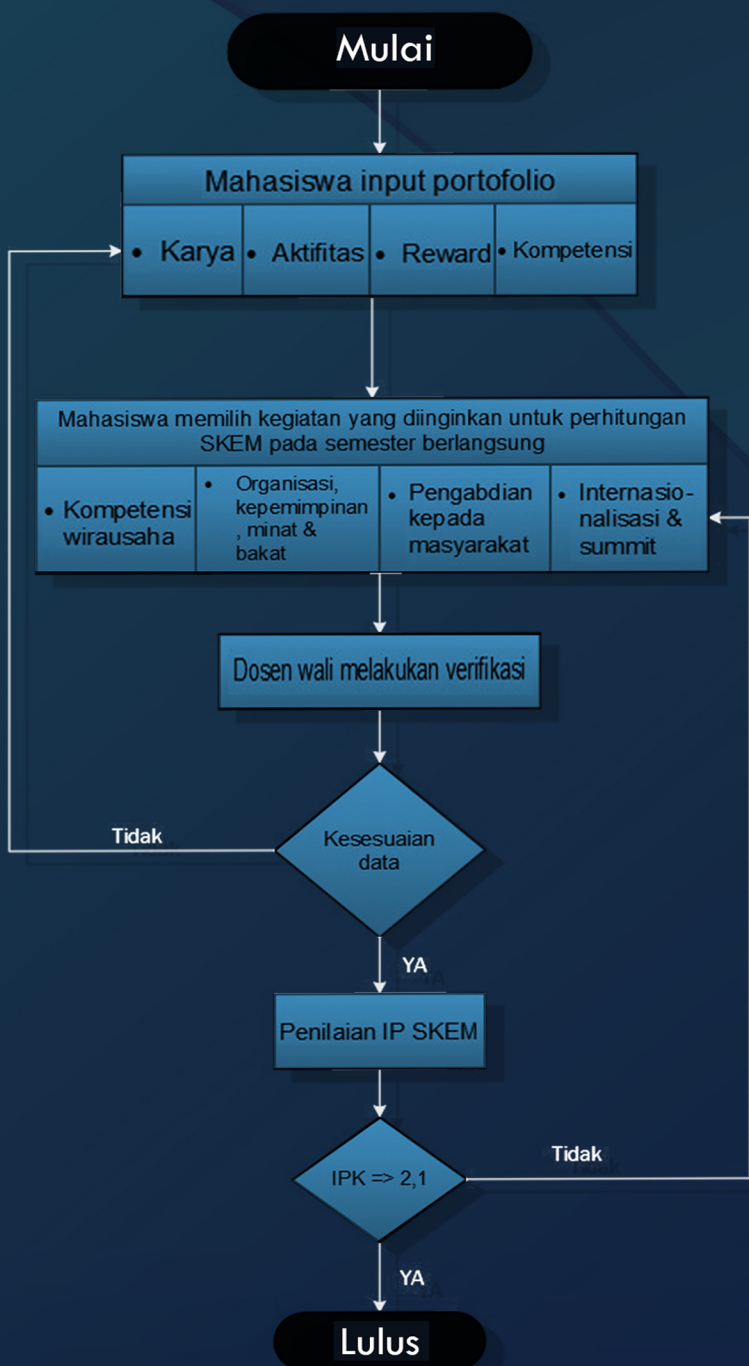 Mulai
Mahasiswa input portofolio
• Karya
• Aktifitas
• Reward
• Kompetensi
Mahasiswa memilih kegiatan yang diinginkan untuk perhitungan
SKEM pada semester berlangsung
• Kompetensi
wirausaha
• Organisasi,
kepemimpinan
, minat &
bakat
• Pengabdian
kepada
masyarakat
• Internasio-
nalisasi &
summit
Dosen wali melakukan verifikasi
Kesesuaian
data
Tidak
YA
Penilaian IP SKEM
IPK => 2,1
Tidak
YA
Lulus